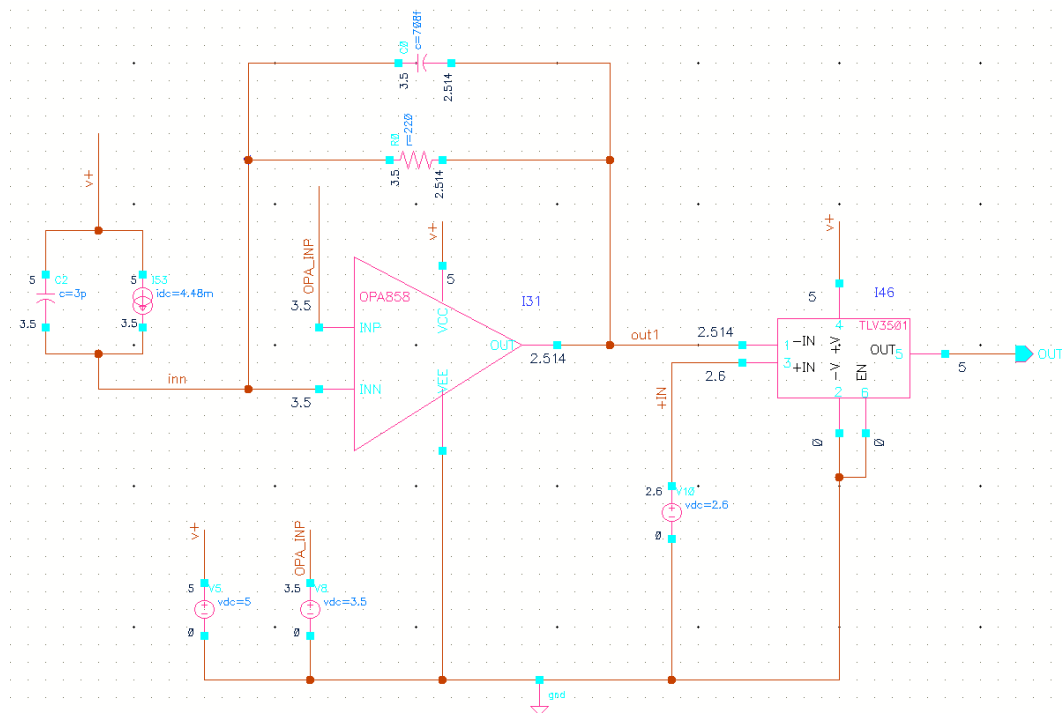 C0
c=708f
3.5
2.514
R0
r=220
3.5
2.514
v+
OPA_INP
v+
v+
5
C2
c=3p
3.5
5
I53
idc=4.48m
3.5
inn
OPA858
I31
5
3.5
INP
VCC
OUT
2.514
3.5
INN
VEE
out1
2.514
2.6
+IN
5
I46
TLV3501
4
1
-IN
+V
OUT
5
3
+IN
-V
EN
2
6
0
0
5
OUT
2.6
V10
vdc=2.6
0
v+
5
V5
vdc=5
0
OPA_INP
3.5
V8
vdc=3.5
0
gnd